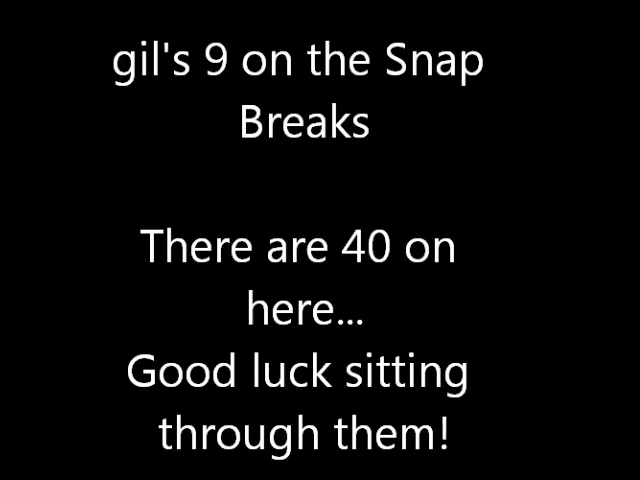 gil's 9 on the Snap
Breaks
There are 40 on
here...
Good luck sitting
through them!